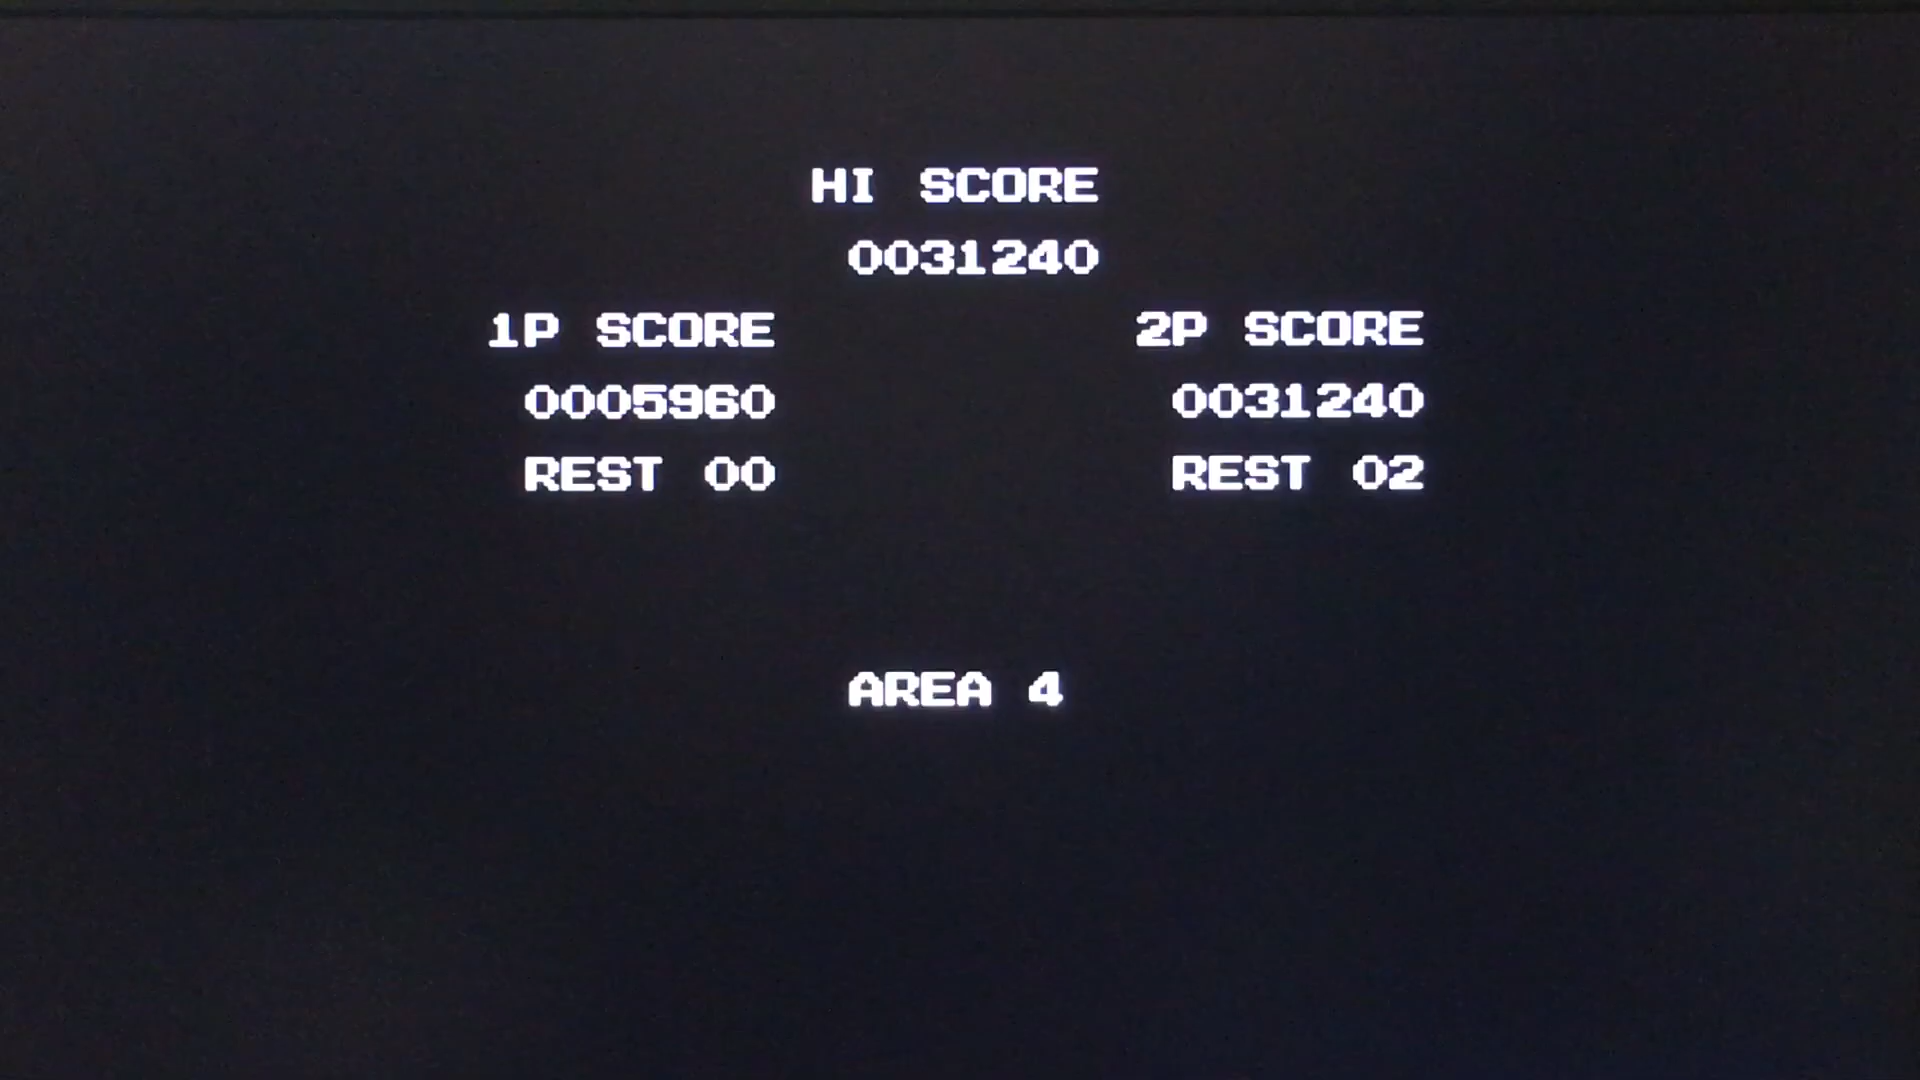 HI SCORE
0031240
1P SCORE 2P SCORE
0005960 0031240
REST 00 REST 02
AREA 4